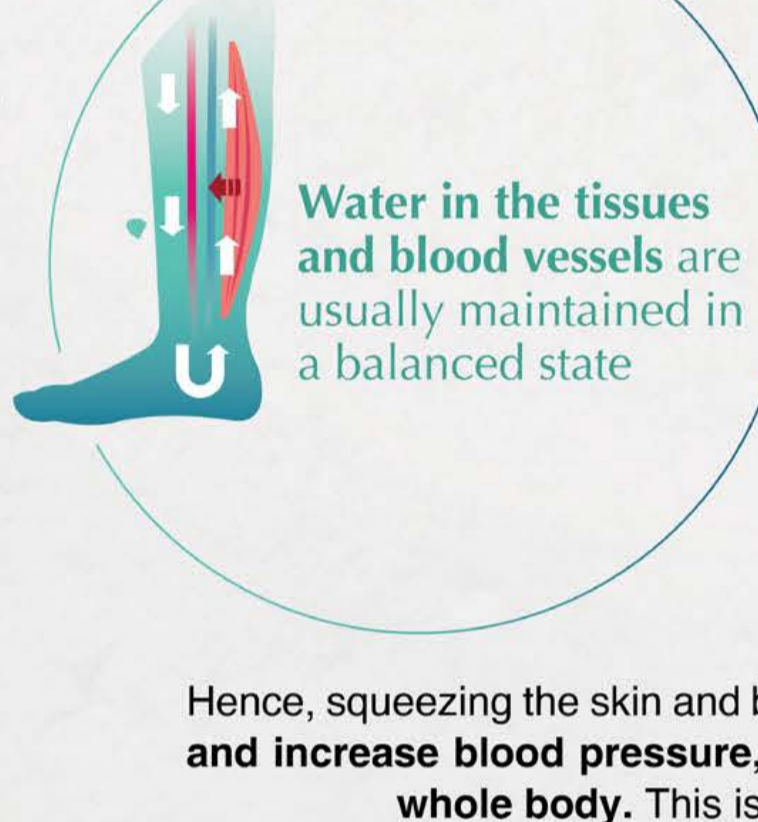 Water in the tissues
and blood vessels are
usually maintained in
a balanced state
Hence, squeezing the skin and
and increase blood pressure,
whole body. This is